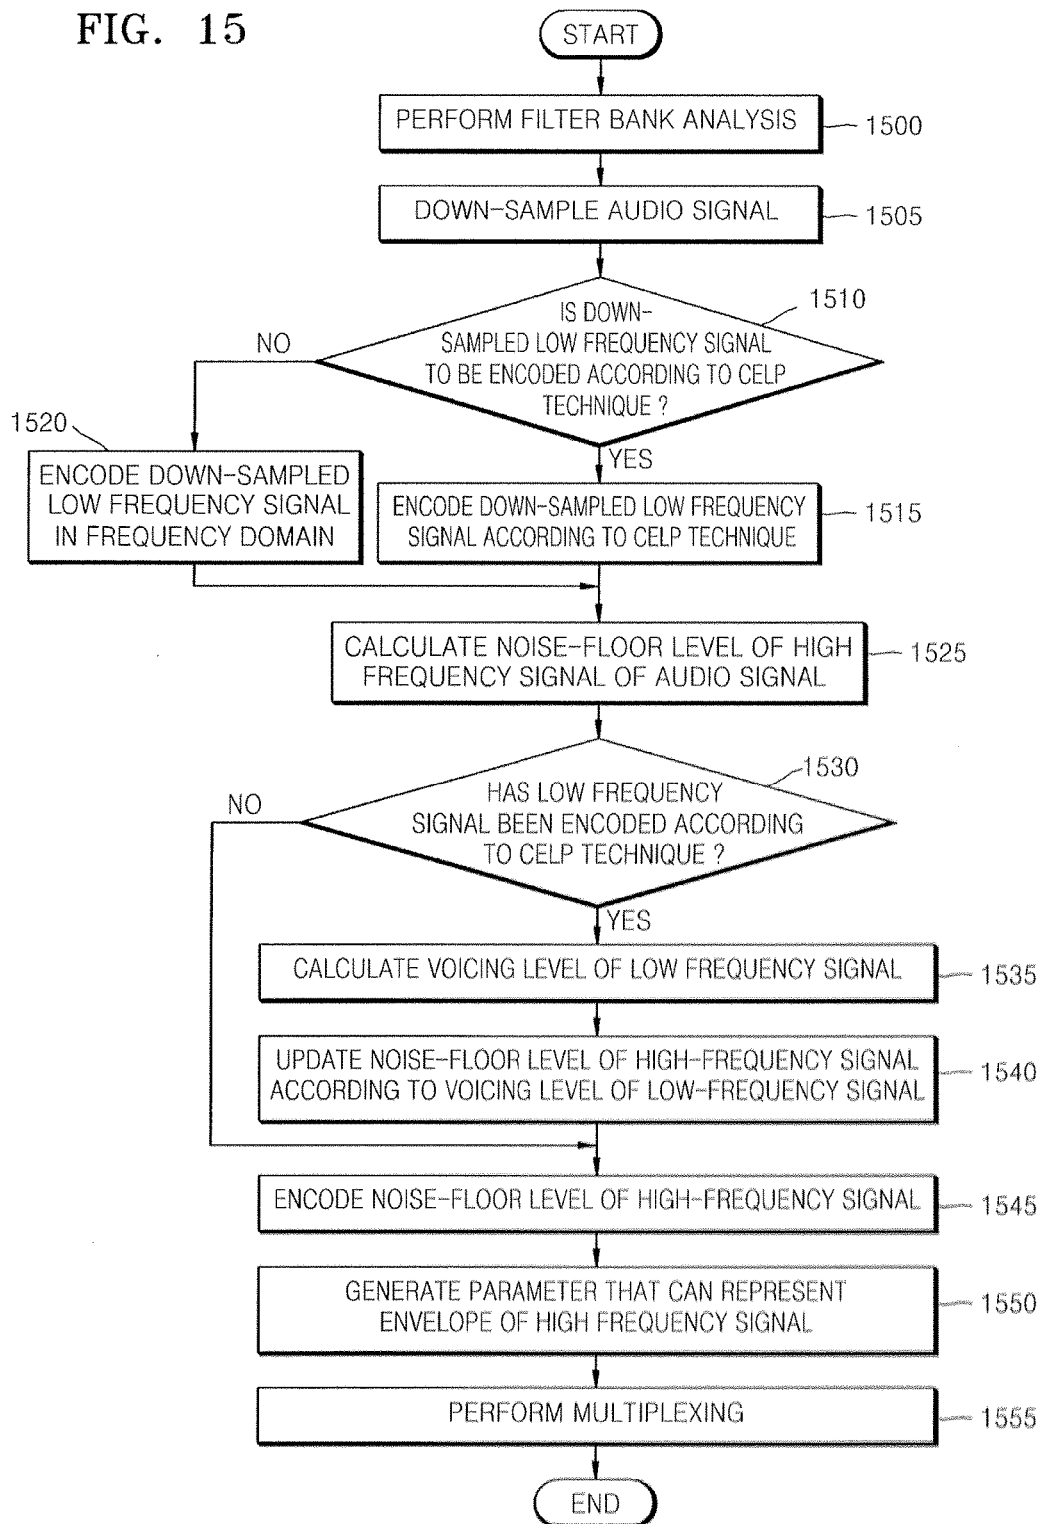 FIG. 15
START
PERFORM FILTER BANK ANALYSIS
1500
DOWN-SAMPLE AUDIO SIGNAL
1505
IS DOWN-
SAMPLED LOW FREQUENCY SIGNAL
TO BE ENCODED ACCORDING TO CELP
TECHNIQUE ?
1510
NO
YES
1520
ENCODE DOWN-SAMPLED
LOW FREQUENCY SIGNAL
IN FREQUENCY DOMAIN
ENCODE DOWN-SAMPLED LOW FREQUENCY
SIGNAL ACCORDING TO CELP TECHNIQUE
1515
CALCULATE NOISE-FLOOR LEVEL OF HIGH
FREQUENCY SIGNAL OF AUDIO SIGNAL
1525
HAS LOW FREQUENCY
SIGNAL BEEN ENCODED ACCORDING
TO CELP TECHNIQUE ?
1530
NO
YES
CALCULATE VOICING LEVEL OF LOW FREQUENCY SIGNAL
1535
UPDATE NOISE-FLOOR LEVEL OF HIGH-FREQUENCY SIGNAL
ACCORDING TO VOICING LEVEL OF LOW-FREQUENCY SIGNAL
1540
ENCODE NOISE-FLOOR LEVEL OF HIGH-FREQUENCY SIGNAL
1545
GENERATE PARAMETER THAT CAN REPRESENT
ENVELOPE OF HIGH FREQUENCY SIGNAL
1550
PERFORM MULTIPLEXING
1555
END